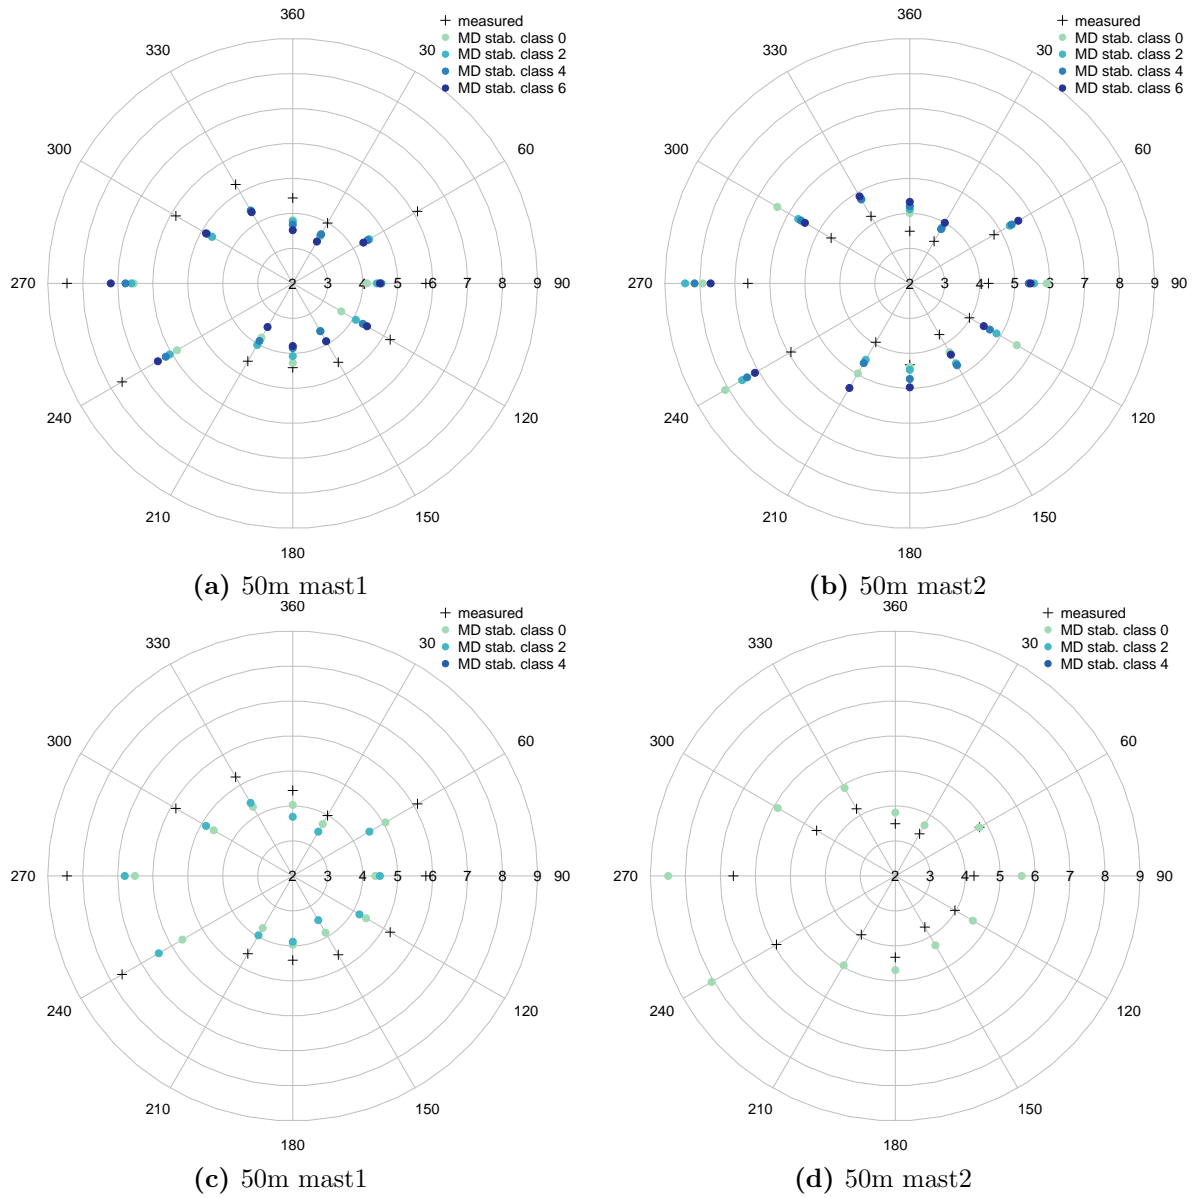 360
330
30
300
60
270
2 3 4 5 6 7 8 9 90
240
120
210
150
180
measured
MD stab. class 0
MD stab. class 2
MD stab. class 4
MD stab. class 6
(a) 50m mast1
360
330
30
300
60
270
2 3 4 5 6 7 8 9 90
240
120
210
150
180
measured
MD stab. class 0
MD stab. class 2
MD stab. class 4
MD stab. class 6
(b) 50m mast2
360
330
30
300
60
270
2 3 4 5 6 7 8 9 90
240
120
210
150
180
measured
MD stab. class 0
MD stab. class 2
MD stab. class 4
(c) 50m mast1
360
330
30
300
60
270
2 3 4 5 6 7 8 9 90
240
120
210
150
180
measured
MD stab. class 0
MD stab. class 2
MD stab. class 4
(d) 50m mast2